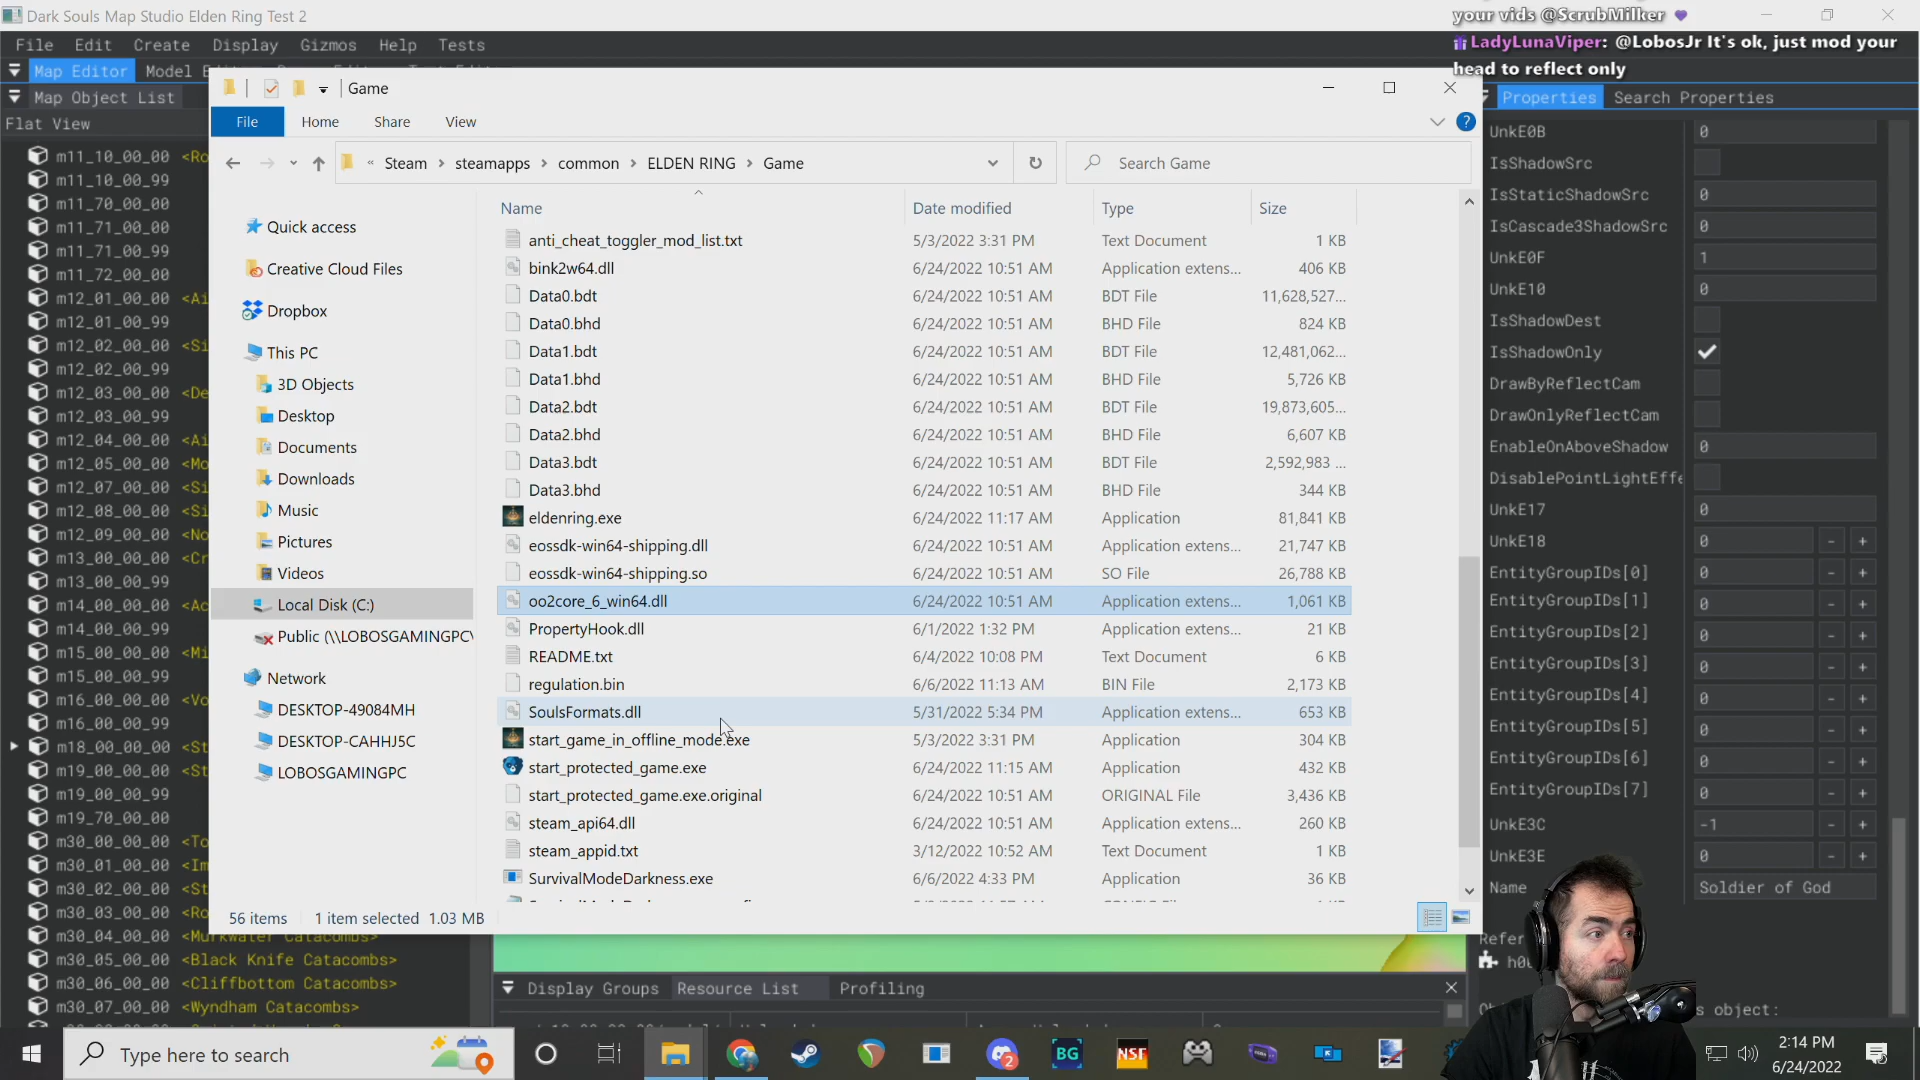 Dark Souls Map Studio Elden Ring Test 2
your vids @ScrubMilker
LadyLunaViper: @LobosJr It's ok, just mod your
head to reflect only
File Edit Create Display Gizmos Help Tests
Map Editor Model
Map Object List
Flat View
Game
File Home Share View
« Steam › steamapps › common › ELDEN RING › Game
Search Game
Properties Search Properties
Name Date modified Type Size
Quick access
Creative Cloud Files
Dropbox
This PC
3D Objects
Desktop
Documents
Downloads
Music
Pictures
Videos
Local Disk (C:)
Public (\\LOBOSGAMINGPC\
Network
DESKTOP-49084MH
DESKTOP-CAHHJ5C
LOBOSGAMINGPC
anti_cheat_toggler_mod_list.txt 5/3/2022 3:31 PM Text Document 1 KB
bink2w64.dll 6/24/2022 10:51 AM Application extens... 406 KB
Data0.bdt 6/24/2022 10:51 AM BDT File 11,628,527...
Data0.bhd 6/24/2022 10:51 AM BHD File 824 KB
Data1.bdt 6/24/2022 10:51 AM BDT File 12,481,062...
Data1.bhd 6/24/2022 10:51 AM BHD File 5,726 KB
Data2.bdt 6/24/2022 10:51 AM BDT File 19,873,605...
Data2.bhd 6/24/2022 10:51 AM BHD File 6,607 KB
Data3.bdt 6/24/2022 10:51 AM BDT File 2,592,983 ...
Data3.bhd 6/24/2022 10:51 AM BHD File 344 KB
eldenring.exe 6/24/2022 11:17 AM Application 81,841 KB
eossdk-win64-shipping.dll 6/24/2022 10:51 AM Application extens... 21,747 KB
eossdk-win64-shipping.so 6/24/2022 10:51 AM SO File 26,788 KB
oo2core_6_win64.dll 6/24/2022 10:51 AM Application extens... 1,061 KB
PropertyHook.dll 6/1/2022 1:32 PM Application extens... 21 KB
README.txt 6/4/2022 10:08 PM Text Document 6 KB
regulation.bin 6/6/2022 11:13 AM BIN File 2,173 KB
SoulsFormats.dll 5/31/2022 5:34 PM Application extens... 653 KB
start_game_in_offline_mode.exe 5/3/2022 3:31 PM Application 304 KB
start_protected_game.exe 6/24/2022 11:15 AM Application 432 KB
start_protected_game.exe.original 6/24/2022 10:51 AM ORIGINAL File 3,436 KB
steam_api64.dll 6/24/2022 10:51 AM Application extens... 260 KB
steam_appid.txt 3/12/2022 10:52 AM Text Document 1 KB
SurvivalModeDarkness.exe 6/6/2022 4:33 PM Application 36 KB
56 items 1 item selected 1.03 MB
m11_10_00_00 <Ro
m11_10_00_99
m11_70_00_00
m11_71_00_00
m11_71_00_99
m11_72_00_00
m12_01_00_00 <Ai
m12_01_00_99
m12_02_00_00 <Si
m12_02_00_99
m12_03_00_00 <De
m12_03_00_99
m12_04_00_00 <Ai
m12_05_00_00 <Mo
m12_07_00_00 <Si
m12_08_00_00 <Si
m12_09_00_00 <No
m13_00_00_00 <Cr
m13_00_00_99
m14_00_00_00 <Ac
m14_00_00_99
m15_00_00_00 <Mi
m15_00_00_99
m16_00_00_00 <Vo
m16_00_00_99
m18_00_00_00 <St
m19_00_00_00 <St
m19_00_00_99
m19_70_00_00
m30_00_00_00 <To
m30_01_00_00 <Im
m30_02_00_00 <St
m30_03_00_00 <Ro
m30_04_00_00 <Murkwater Catacombs>
m30_05_00_00 <Black Knife Catacombs>
m30_06_00_00 <Cliffbottom Catacombs>
m30_07_00_00 <Wyndham Catacombs>
UnkE0B 0
IsShadowSrc
IsStaticShadowSrc 0
IsCascade3ShadowSrc 0
UnkE0F 1
UnkE10 0
IsShadowDest
IsShadowOnly
DrawByReflectCam
DrawOnlyReflectCam
EnableOnAboveShadow 0
DisablePointLightEffe
UnkE17 0
UnkE18 0 - +
EntityGroupIDs[0] 0 - +
EntityGroupIDs[1] 0 - +
EntityGroupIDs[2] 0 - +
EntityGroupIDs[3] 0 - +
EntityGroupIDs[4] 0 - +
EntityGroupIDs[5] 0 - +
EntityGroupIDs[6] 0 - +
EntityGroupIDs[7] 0 - +
UnkE3C -1 - +
UnkE3E 0 - +
Name Soldier of God
Refer
s object:
Display Groups Resource List Profiling
Type here to search
BG
NSF
2
2:14 PM
6/24/2022